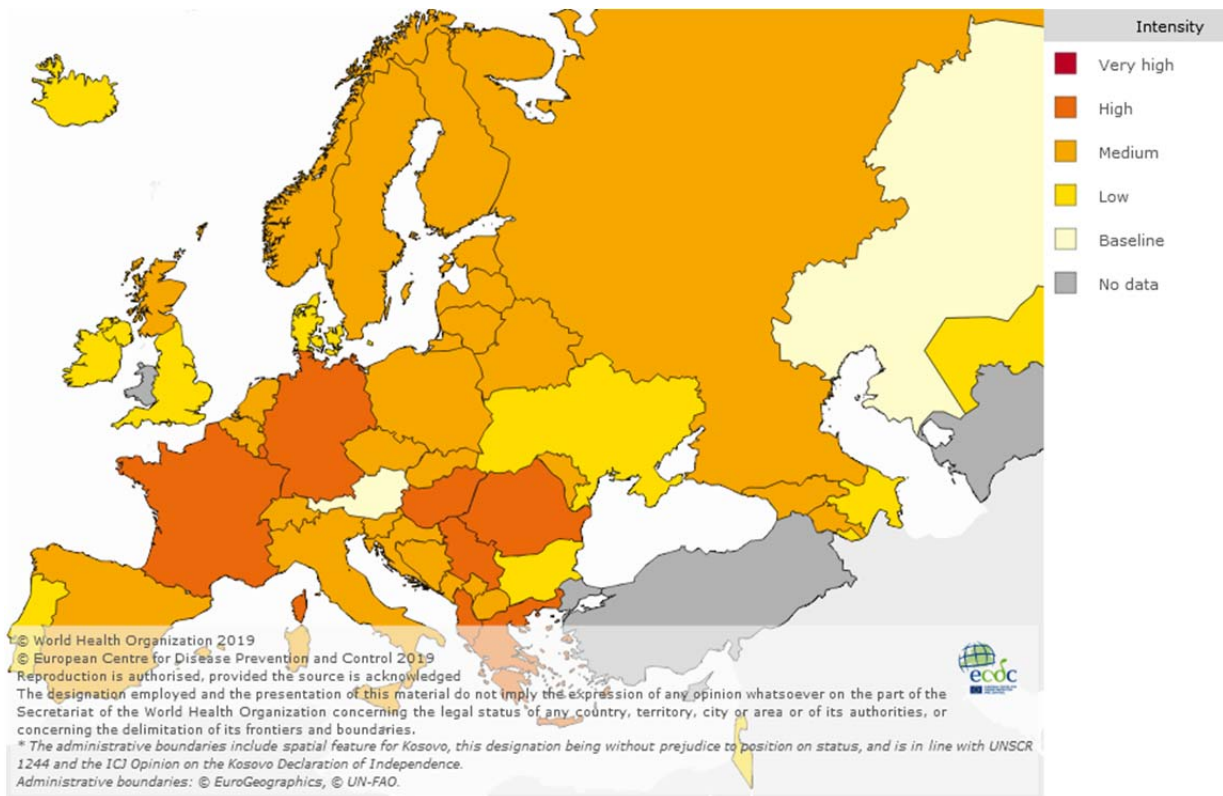 Intensity
Very high
High
Medium
Low
Baseline
No data
© World Health Organization 2019
© European Centre for Disease Prevention and Control 2019
Reproduction is authorised, provided the source is acknowledged
The designation employed and the presentation of this material do not imply the expression of any opinion whatsoever on the part of the
Secretariat of the World Health Organization concerning the legal status of any country, territory, city or area or of its authorities, or
concerning the delimitation of its frontiers and boundaries.
* The administrative boundaries include spatial feature for Kosovo, this designation being without prejudice to position on status, and is in line with UNSCR
1244 and the ICJ Opinion on the Kosovo Declaration of Independence.
Administrative boundaries: © EuroGeographics, © UN-FAO.
ecdc